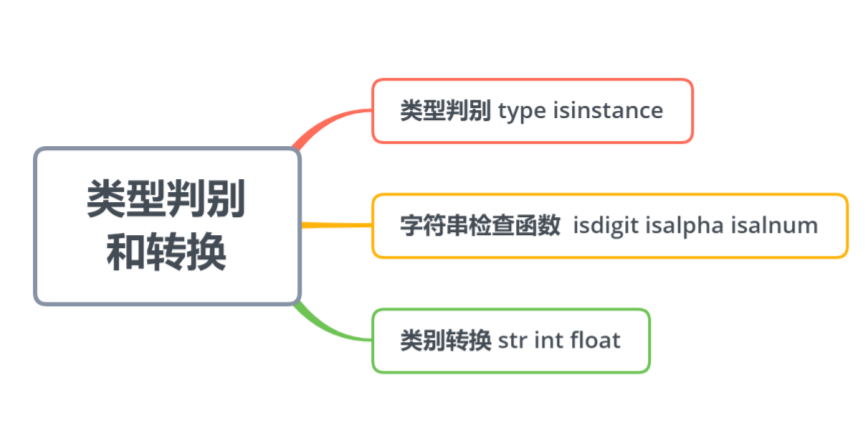 类型判别
和转换
类型判别 type isinstance
字符串检查函数 isdigit isalpha isalnum
类别转换 str int float